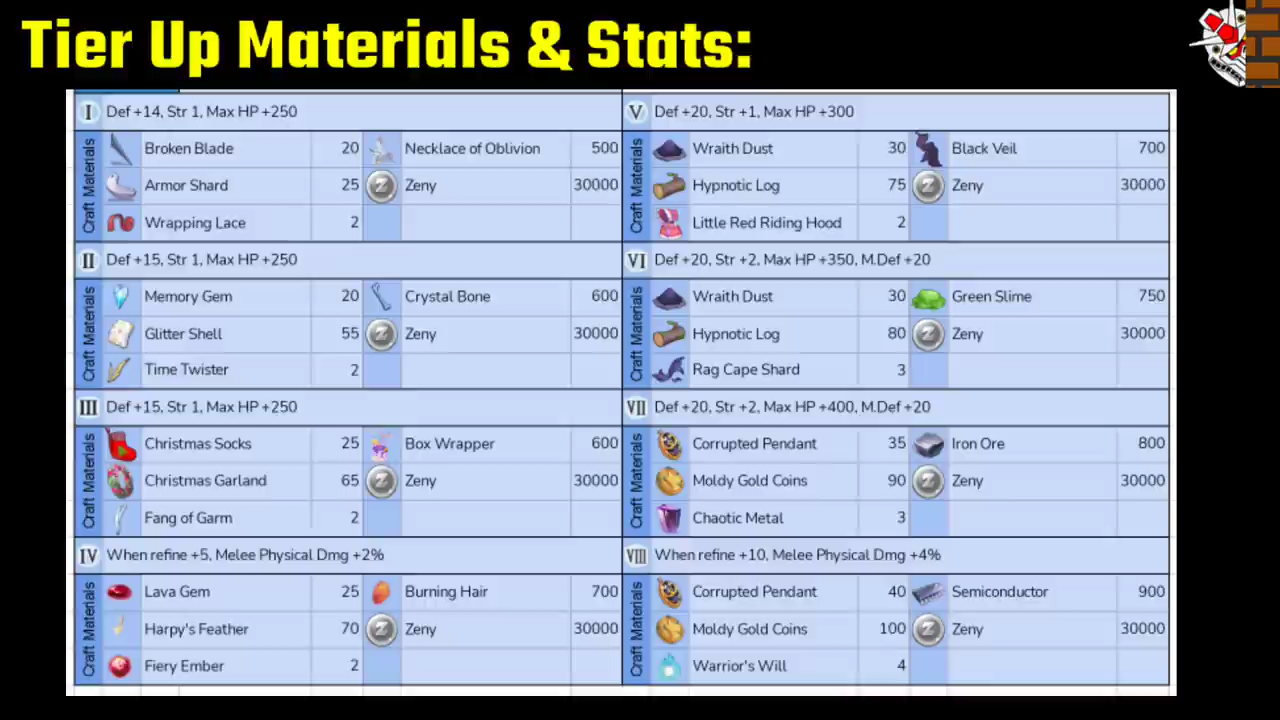 Tier Up Materials & Stats:
I Def +14, Str 1, Max HP +250
Craft Materials
Broken Blade 20 Necklace of Oblivion 500
Armor Shard 25 Z Zeny 30000
Wrapping Lace 2
II Def +15, Str 1, Max HP +250
Craft Materials
Memory Gem 20 Crystal Bone 600
Glitter Shell 55 Z Zeny 30000
Time Twister 2
III Def +15, Str 1, Max HP +250
Craft Materials
Christmas Socks 25 Box Wrapper 600
Christmas Garland 65 Z Zeny 30000
Fang of Garm 2
IV When refine +5, Melee Physical Dmg +2%
Craft Materials
Lava Gem 25 Burning Hair 700
Harpy's Feather 70 Z Zeny 30000
Fiery Ember 2
V Def +20, Str +1, Max HP +300
Craft Materials
Wraith Dust 30 Black Veil 700
Hypnotic Log 75 Z Zeny 30000
Little Red Riding Hood 2
VI Def +20, Str +2, Max HP +350, M.Def +20
Craft Materials
Wraith Dust 30 Green Slime 750
Hypnotic Log 80 Z Zeny 30000
Rag Cape Shard 3
VII Def +20, Str +2, Max HP +400, M.Def +20
Craft Materials
Corrupted Pendant 35 Iron Ore 800
Moldy Gold Coins 90 Z Zeny 30000
Chaotic Metal 3
VIII When refine +10, Melee Physical Dmg +4%
Craft Materials
Corrupted Pendant 40 Semiconductor 900
Moldy Gold Coins 100 Z Zeny 30000
Warrior's Will 4